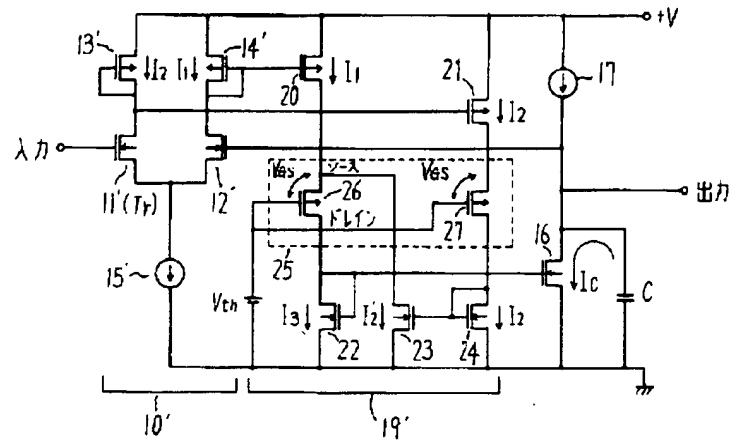 +V
13'
↓I2
I1↓
14'
20
↓I1
21
↓I2
17
入力
11'(Tr)
12'
VGS
ソース
26
ドレイン
VGS
27
25'
出力
16
IC
C
15'
Vth
I3↓
22
I2'↓
23
24
↓I2
10'
19'